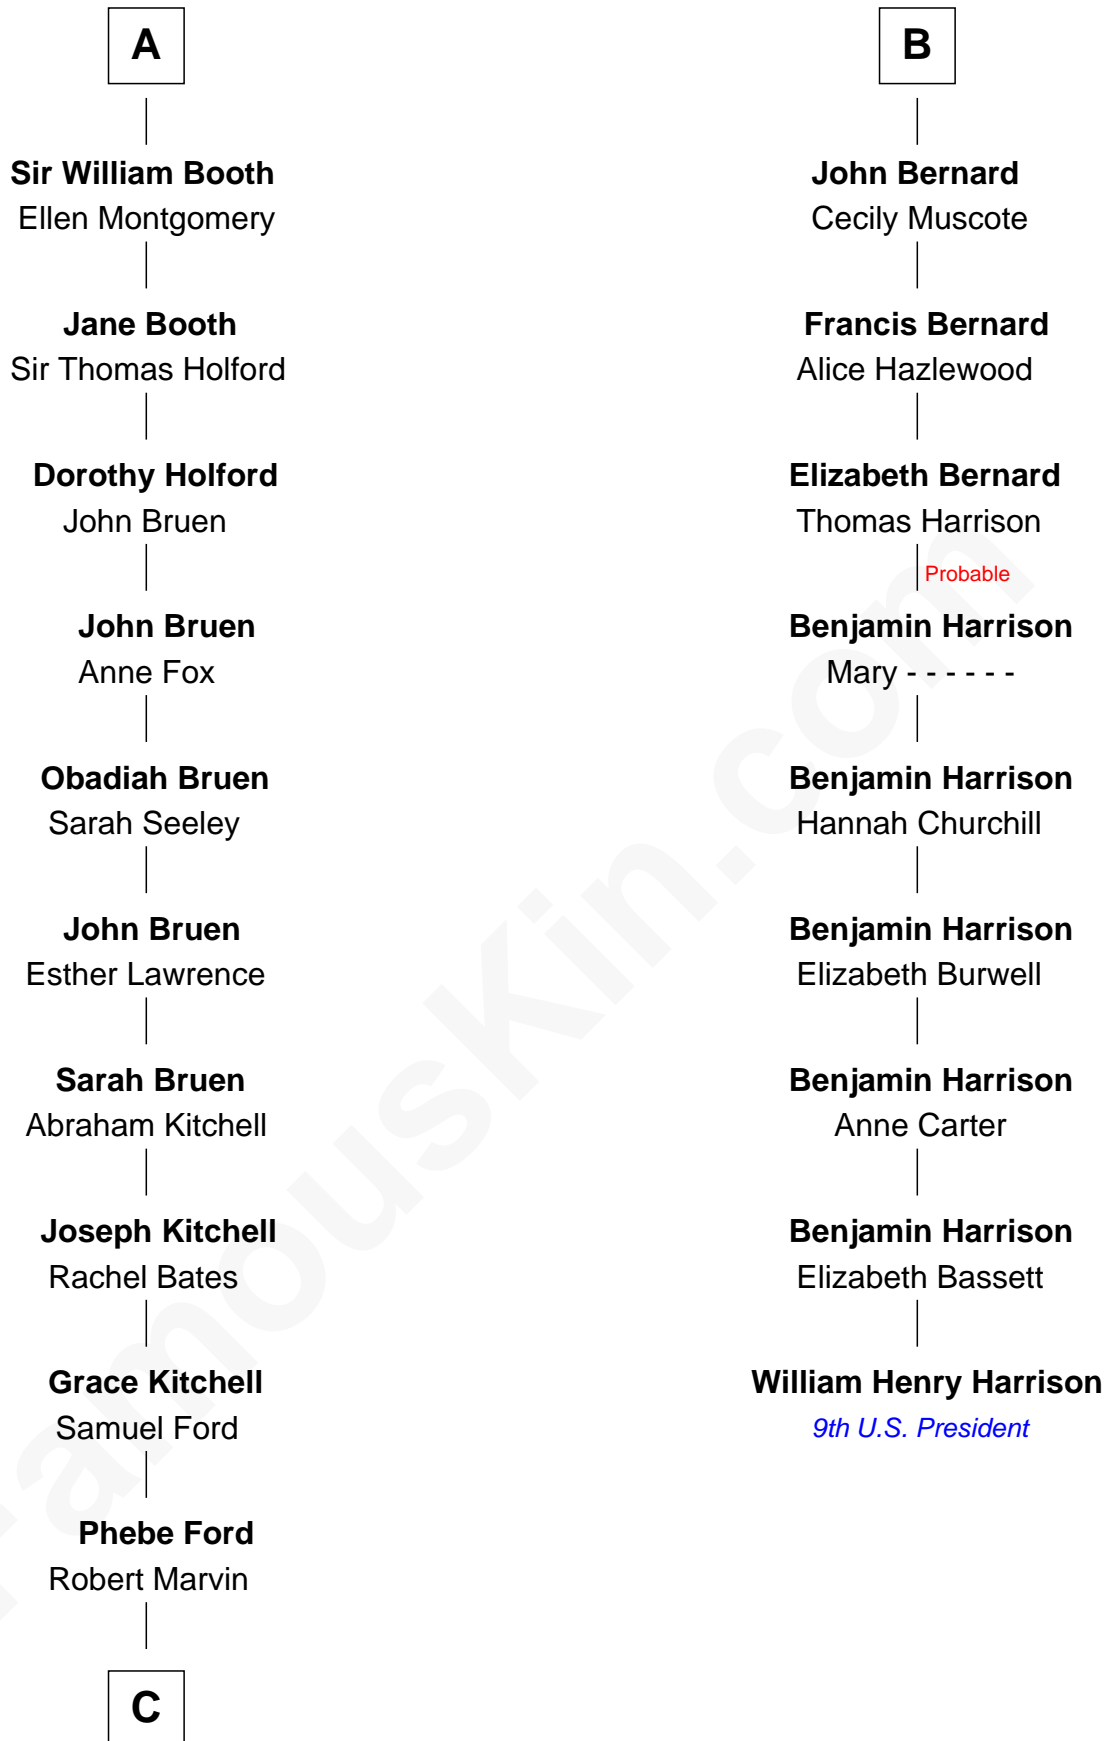 A
Sir William Booth
Ellen Montgomery
Jane Booth
Sir Thomas Holford
Dorothy Holford
John Bruen
John Bruen
Anne Fox
Obadiah Bruen
Sarah Seeley
John Bruen
Esther Lawrence
Sarah Bruen
Abraham Kitchell
Joseph Kitchell
Rachel Bates
Grace Kitchell
Samuel Ford
Phebe Ford
Robert Marvin
C
B
John Bernard
Cecily Muscote
Francis Bernard
Alice Hazlewood
Elizabeth Bernard
Thomas Harrison
Probable
Benjamin Harrison
Mary - - - - - -
Benjamin Harrison
Hannah Churchill
Benjamin Harrison
Elizabeth Burwell
Benjamin Harrison
Anne Carter
Benjamin Harrison
Elizabeth Bassett
William Henry Harrison
9th U.S. President
FamousKin.com